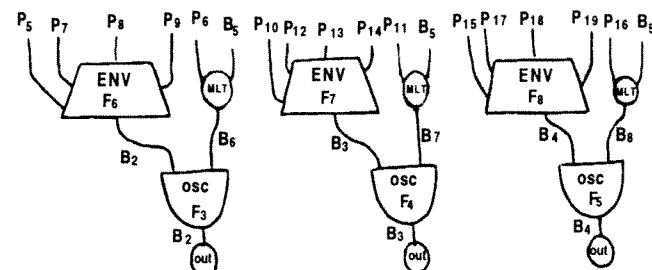 P5 P7 P8 P9 P6 B5 P10 P12 P13 P14 P11 B5 P15 P17 P18 P19 P16 B5
ENV MLT ENV MLT ENV MLT
F6 F7 F8
B2 B6 B3 B7 B4 B8
OSC OSC OSC
F3 F4 F5
B2 B3 B4
out out out